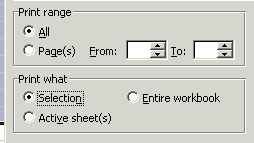 Print range
All
Page(s) From: To:
Print what
Selection Entire workbook
Active sheet(s)